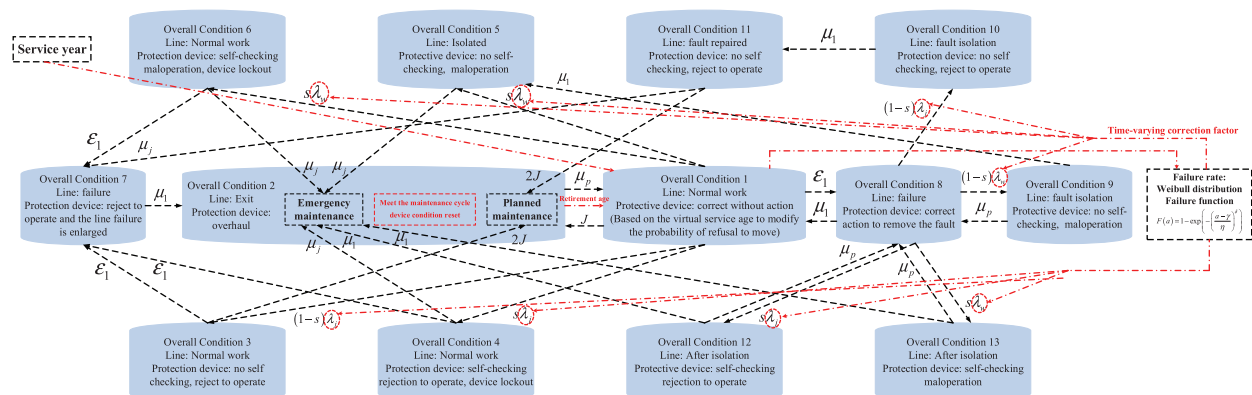 Overall Condition 6
Line: Normal work
Protection device: self-checking
maloperation, device lockout
Overall Condition 5
Line: Isolated
Protective device: no self-
checking, maloperation
Overall Condition 11
Line: fault repaired
Protection device: no self
checking, reject to operate
Overall Condition 10
Line: fault isolation
Protective device: no self
checking, reject to operate
Service year
μ₁
μ₁
sλw
sλw
(1−s)λj
Time-varying correction factor
ε₁
μj
μj
μj
2J
μp
ε₁
(1−s)λw
Overall Condition 7
Line: failure
Protection device: reject to
operate and the line failure
is enlarged
μ₁
Overall Condition 2
Line: Exit
Protection device:
overhaul
Emergency
maintenance
Meet the maintenance cycle
device condition reset
Planned
maintenance
Retirement age
J
Overall Condition 1
Line: Normal work
Protective device: correct without action
(Based on the virtual service age to modify
the probability of refusal to move)
μ₁
Overall Condition 8
Line: Failure
Protection device: correct
action to remove the fault
μp
Overall Condition 9
Line: fault isolation
Protective device: no self-
checking, maloperation
Failure rate:
Weibull distribution
Failure function
F(a)=1−exp(−((a−γ)/η)^β)
ε₁
ε₁
μj
μ₁
μ₁
2J
μp
μp
(1−s)λj
sλj
sλj
sλw
Overall Condition 3
Line: Normal work
Protection device: no self
checking, reject to operate
Overall Condition 4
Line: Normal work
Protection device: self-checking
rejection to operate, device lockout
Overall Condition 12
Line: After isolation
Protection device: self-checking
rejection to operate
Overall Condition 13
Line: After isolation
Protection device: self-checking
maloperation